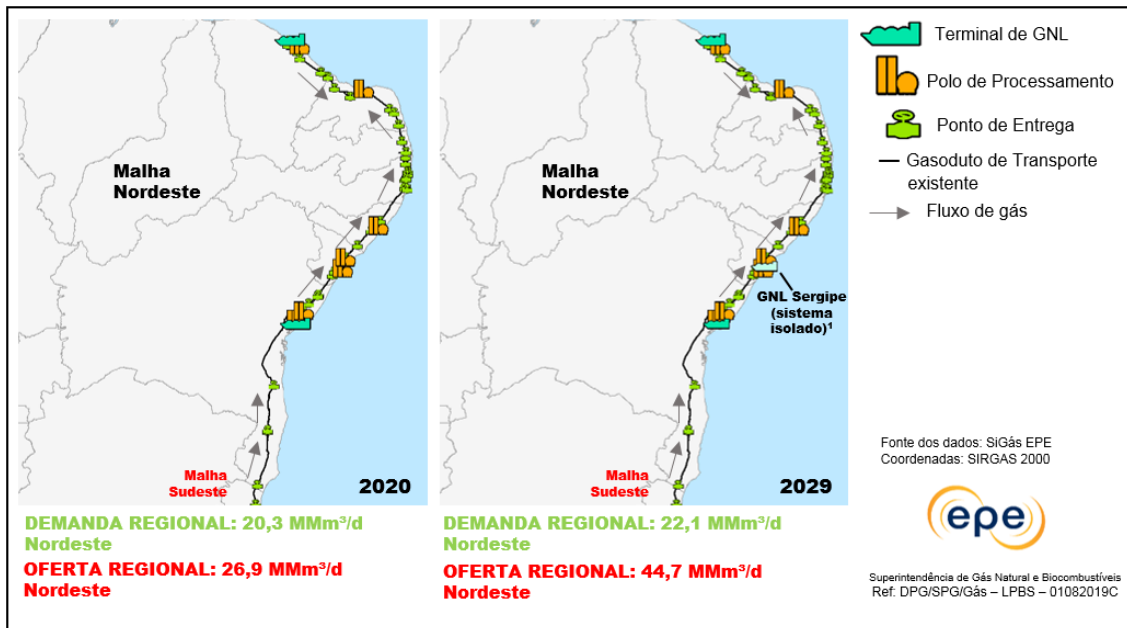 Malha
Nordeste
Malha
Sudeste
2020
DEMANDA REGIONAL: 20,3 MMm³/d
Nordeste
OFERTA REGIONAL: 26,9 MMm³/d
Nordeste
Malha
Nordeste
GNL Sergipe
(sistema
isolado)¹
Malha
Sudeste
2029
DEMANDA REGIONAL: 22,1 MMm³/d
Nordeste
OFERTA REGIONAL: 44,7 MMm³/d
Nordeste
Terminal de GNL
Polo de Processamento
Ponto de Entrega
Gasoduto de Transporte
existente
Fluxo de gás
Fonte dos dados: SiGás EPE
Coordenadas: SIRGAS 2000
epe
Superintendência de Gás Natural e Biocombustíveis
Ref: DPG/SPG/Gás – LPBS – 01082019C